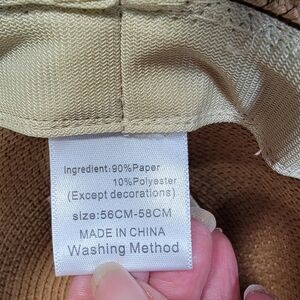 Ingredient: 90%Paper
10%Polyester
(Except decorations)
size:56CM-58CM
MADE IN CHINA
Washing Method